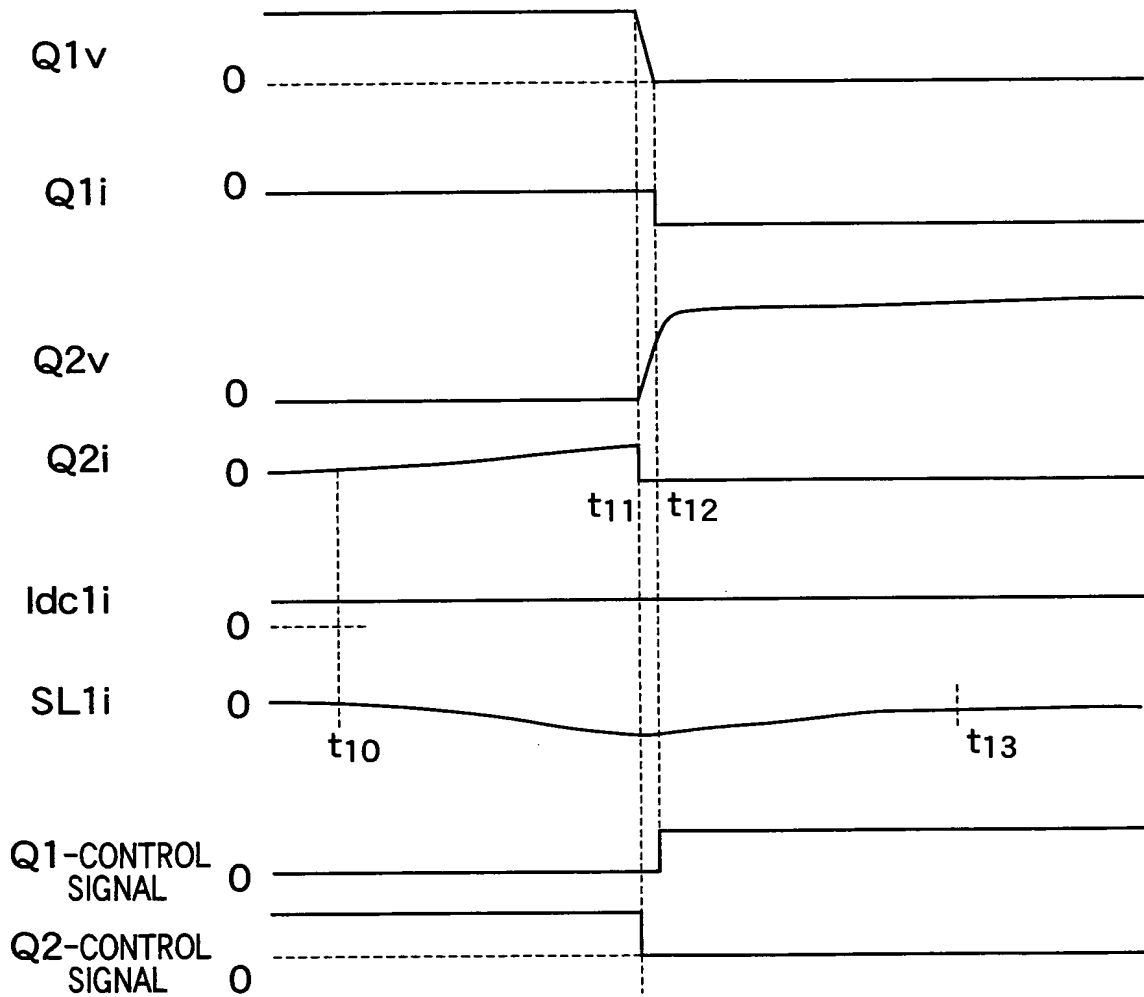 Q1v
0
Q1i
0
Q2v
0
Q2i
0
t11
t12
Idc1i
0
SL1i
0
t10
t13
Q1-CONTROL
SIGNAL
0
Q2-CONTROL
SIGNAL
0